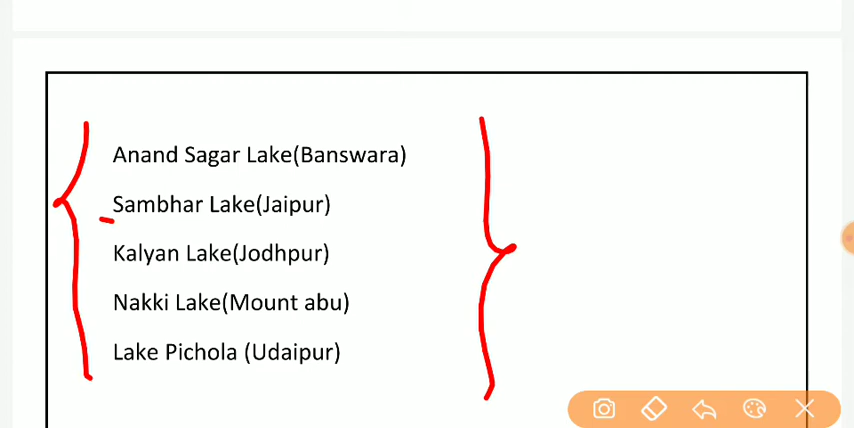 Anand Sagar Lake(Banswara)
Sambhar Lake(Jaipur)
Kalyan Lake(Jodhpur)
Nakki Lake(Mount abu)
Lake Pichola (Udaipur)